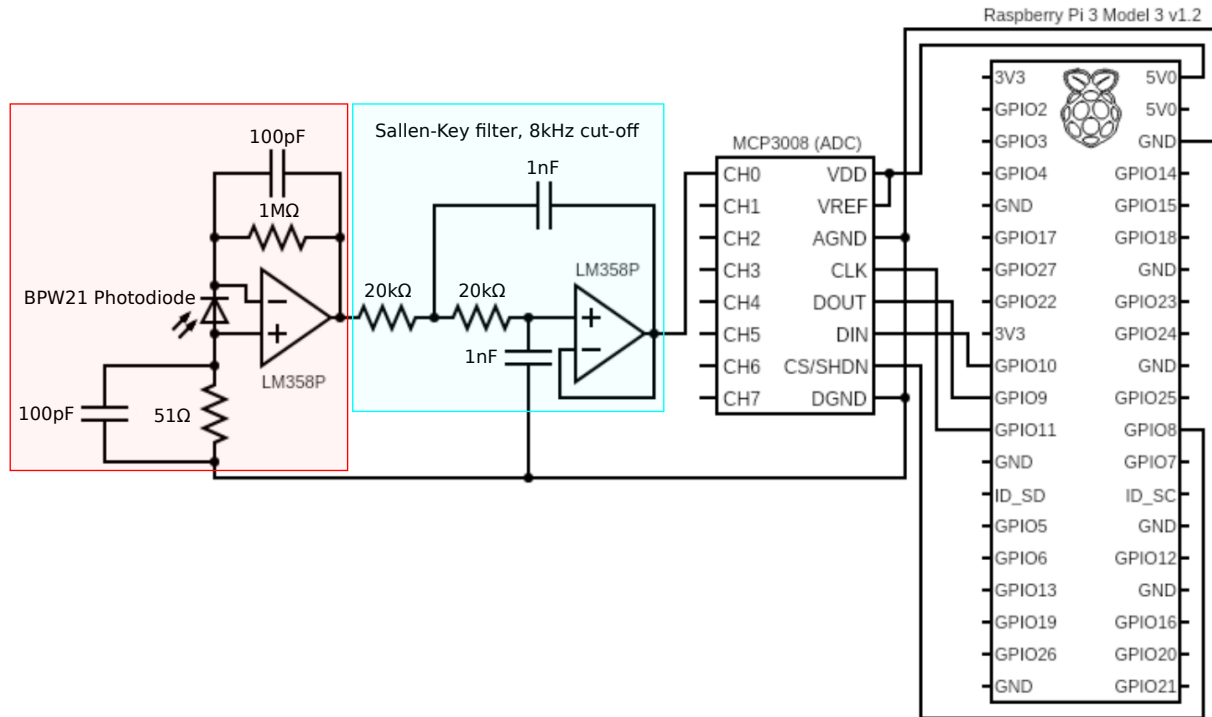 Raspberry Pi 3 Model 3 v1.2
100pF
1MΩ
BPW21 Photodiode
−
+
LM358P
100pF
51Ω
Sallen-Key filter, 8kHz cut-off
1nF
LM358P
20kΩ
20kΩ
+
−
1nF
MCP3008 (ADC)
CH0 VDD
CH1 VREF
CH2 AGND
CH3 CLK
CH4 DOUT
CH5 DIN
CH6 CS/SHDN
CH7 DGND
3V3 5V0
GPIO2 5V0
GPIO3 GND
GPIO4 GPIO14
GND GPIO15
GPIO17 GPIO18
GPIO27 GND
GPIO22 GPIO23
3V3 GPIO24
GPIO10 GND
GPIO9 GPIO25
GPIO11 GPIO8
GND GPIO7
ID_SD ID_SC
GPIO5 GND
GPIO6 GPIO12
GPIO13 GND
GPIO19 GPIO16
GPIO26 GPIO20
GND GPIO21